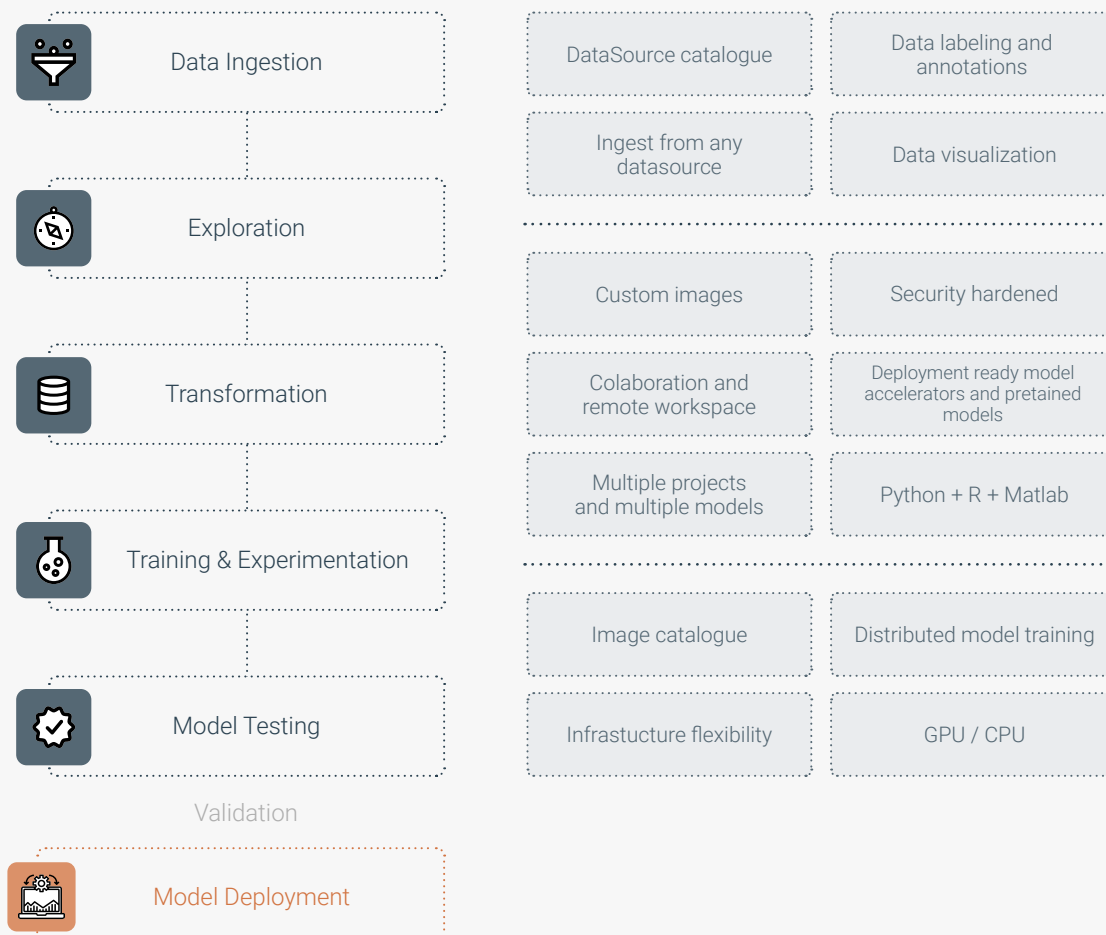 Data Ingestion
Exploration
Transformation
Training & Experimentation
Model Testing
Validation
Model Deployment
DataSource catalogue
Data labeling and
annotations
Ingest from any
datasource
Data visualization
Custom images
Security hardened
Colaboration and
remote workspace
Deployment ready model
accelerators and pretained
models
Multiple projects
and multiple models
Python + R + Matlab
Image catalogue
Distributed model training
Infrastucture flexibility
GPU / CPU